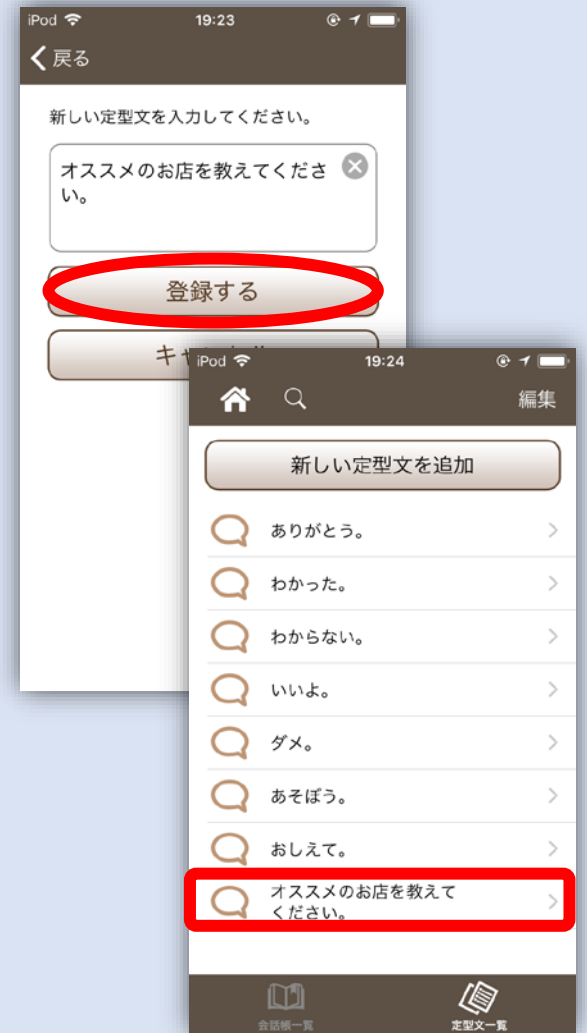 iPod 19:23
戻る
新しい定型文を入力してください。
オススメのお店を教えてくださ
い。
登録する
iPod 19:24
編集
新しい定型文を追加
ありがとう。
わかった。
わからない。
いいよ。
ダメ。
あそぼう。
おしえて。
オススメのお店を教えて
ください。
会話帳一覧
定型文一覧